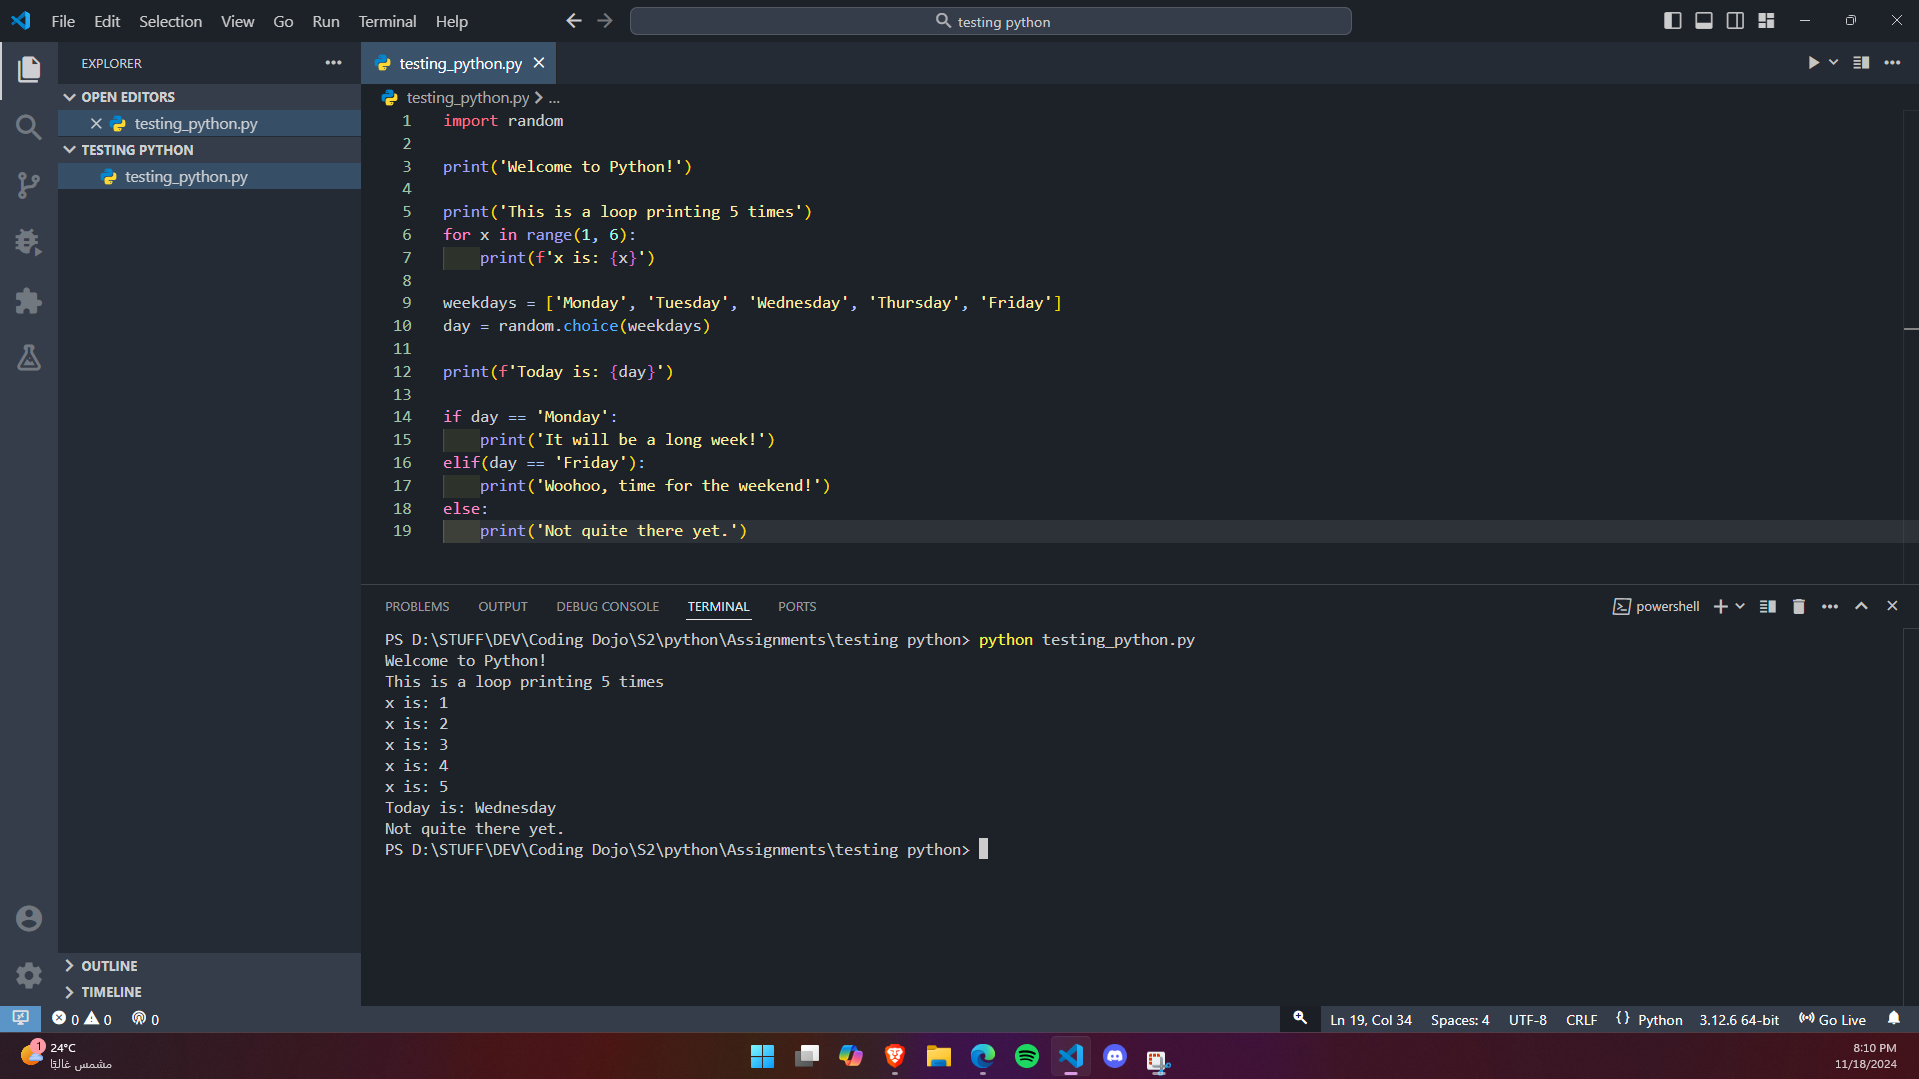 File Edit Selection View Go Run Terminal Help
testing python
EXPLORER
OPEN EDITORS
testing_python.py
TESTING PYTHON
testing_python.py
OUTLINE
TIMELINE
testing_python.py
testing_python.py > ...
1 import random
2
3 print('Welcome to Python!')
4
5 print('This is a loop printing 5 times')
6 for x in range(1, 6):
7     print(f'x is: {x}')
8
9 weekdays = ['Monday', 'Tuesday', 'Wednesday', 'Thursday', 'Friday']
10 day = random.choice(weekdays)
11
12 print(f'Today is: {day}')
13
14 if day == 'Monday':
15     print('It will be a long week!')
16 elif(day == 'Friday'):
17     print('Woohoo, time for the weekend!')
18 else:
19     print('Not quite there yet.')
PROBLEMS OUTPUT DEBUG CONSOLE TERMINAL PORTS
powershell
PS D:\STUFF\DEV\Coding Dojo\S2\python\Assignments\testing python> python testing_python.py
Welcome to Python!
This is a loop printing 5 times
x is: 1
x is: 2
x is: 3
x is: 4
x is: 5
Today is: Wednesday
Not quite there yet.
PS D:\STUFF\DEV\Coding Dojo\S2\python\Assignments\testing python>
0 0 0
Ln 19, Col 34 Spaces: 4 UTF-8 CRLF {} Python 3.12.6 64-bit Go Live
1
24°C
مشمس غالبًا
8:10 PM
11/18/2024